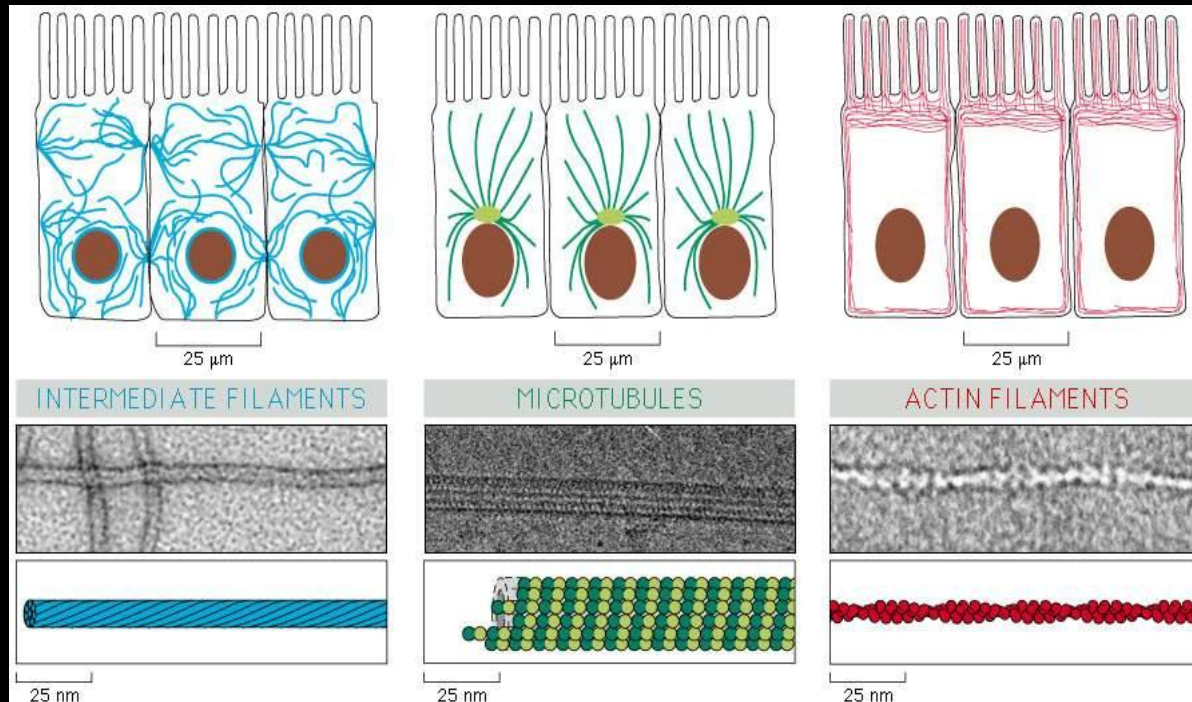 25 µm
25 µm
25 µm
INTERMEDIATE FILAMENTS
MICROTUBULES
ACTIN FILAMENTS
25 nm
25 nm
25 nm